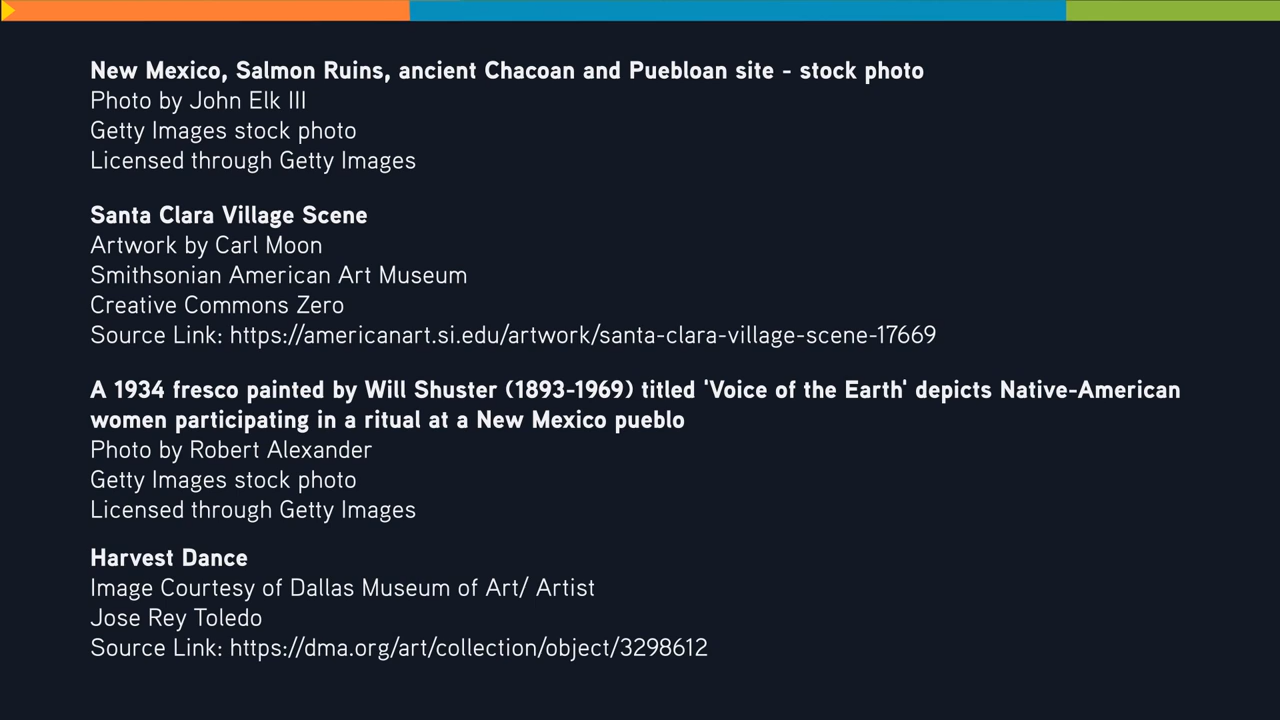 New Mexico, Salmon Ruins, ancient Chacoan and Puebloan site - stock photo
Photo by John Elk III
Getty Images stock photo
Licensed through Getty Images
Santa Clara Village Scene
Artwork by Carl Moon
Smithsonian American Art Museum
Creative Commons Zero
Source Link: https://americanart.si.edu/artwork/santa-clara-village-scene-17669
A 1934 fresco painted by Will Shuster (1893-1969) titled 'Voice of the Earth' depicts Native-American
women participating in a ritual at a New Mexico pueblo
Photo by Robert Alexander
Getty Images stock photo
Licensed through Getty Images
Harvest Dance
Image Courtesy of Dallas Museum of Art/ Artist
Jose Rey Toledo
Source Link: https://dma.org/art/collection/object/3298612